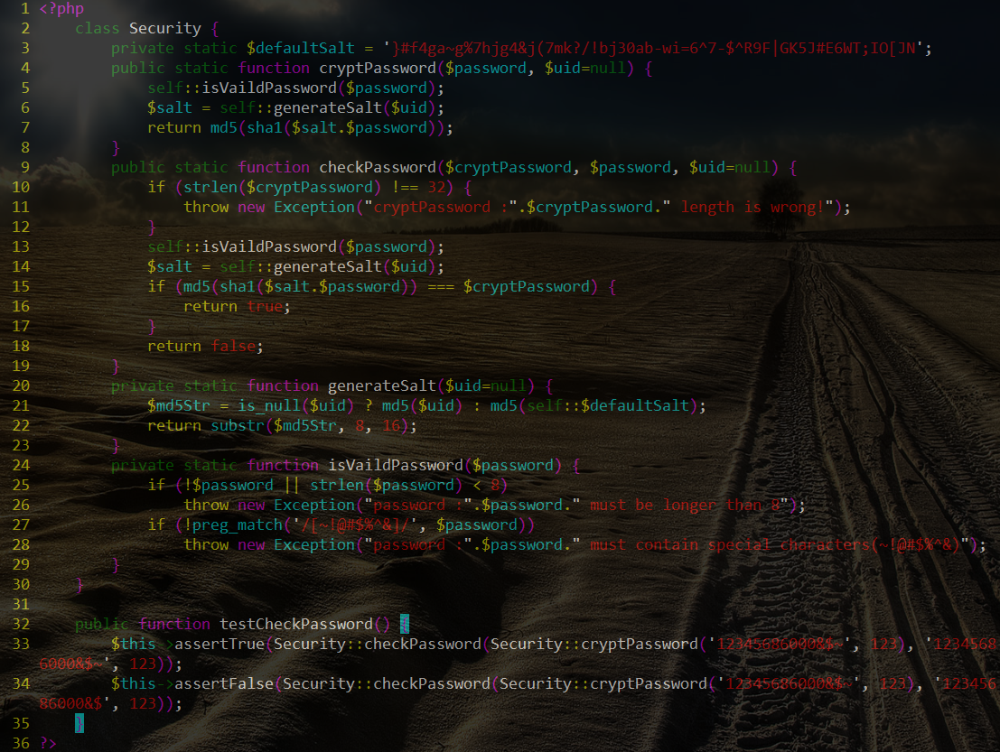 1 <?php
2     class Security {
3         private static $defaultSalt = '}#f4ga~g%7hjg4&j(7mk?/!bj30ab-wi=6^7-$^R9F|GK5J#E6WT;IO[JN';
4         public static function cryptPassword($password, $uid=null) {
5             self::isVaildPassword($password);
6             $salt = self::generateSalt($uid);
7             return md5(sha1($salt.$password));
8         }
9         public static function checkPassword($cryptPassword, $password, $uid=null) {
10             if (strlen($cryptPassword) !== 32) {
11                 throw new Exception("cryptPassword :".$cryptPassword." length is wrong!");
12             }
13             self::isVaildPassword($password);
14             $salt = self::generateSalt($uid);
15             if (md5(sha1($salt.$password)) === $cryptPassword) {
16                 return true;
17             }
18             return false;
19         }
20         private static function generateSalt($uid=null) {
21             $md5Str = is_null($uid) ? md5($uid) : md5(self::$defaultSalt);
22             return substr($md5Str, 8, 16);
23         }
24         private static function isVaildPassword($password) {
25             if (!$password || strlen($password) < 8)
26                 throw new Exception("password :".$password." must be longer than 8");
27             if (!preg_match('/[~!@#$%^&]/', $password))
28                 throw new Exception("password :".$password." must contain special characters(~!@#$%^&)");
29         }
30     }
31
32     public function testCheckPassword() {
33         $this->assertTrue(Security::checkPassword(Security::cryptPassword('12345686000&$~', 123), '1234568
6000&$~', 123));
34         $this->assertFalse(Security::checkPassword(Security::cryptPassword('12345686000&$~', 123), '123456
86000&$', 123));
35     }
36 ?>